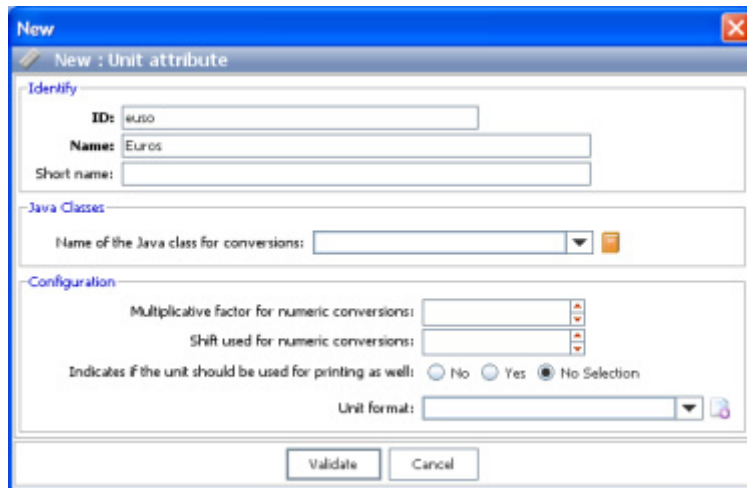 New
New : Unit attribute
Identify
ID: euso
Name: Euros
Short name:
Java Classes
Name of the Java class for conversions:
Configuration
Multiplicative factor for numeric conversions:
Shift used for numeric conversions:
Indicates if the unit should be used for printing as well: No Yes No Selection
Unit format:
Validate Cancel